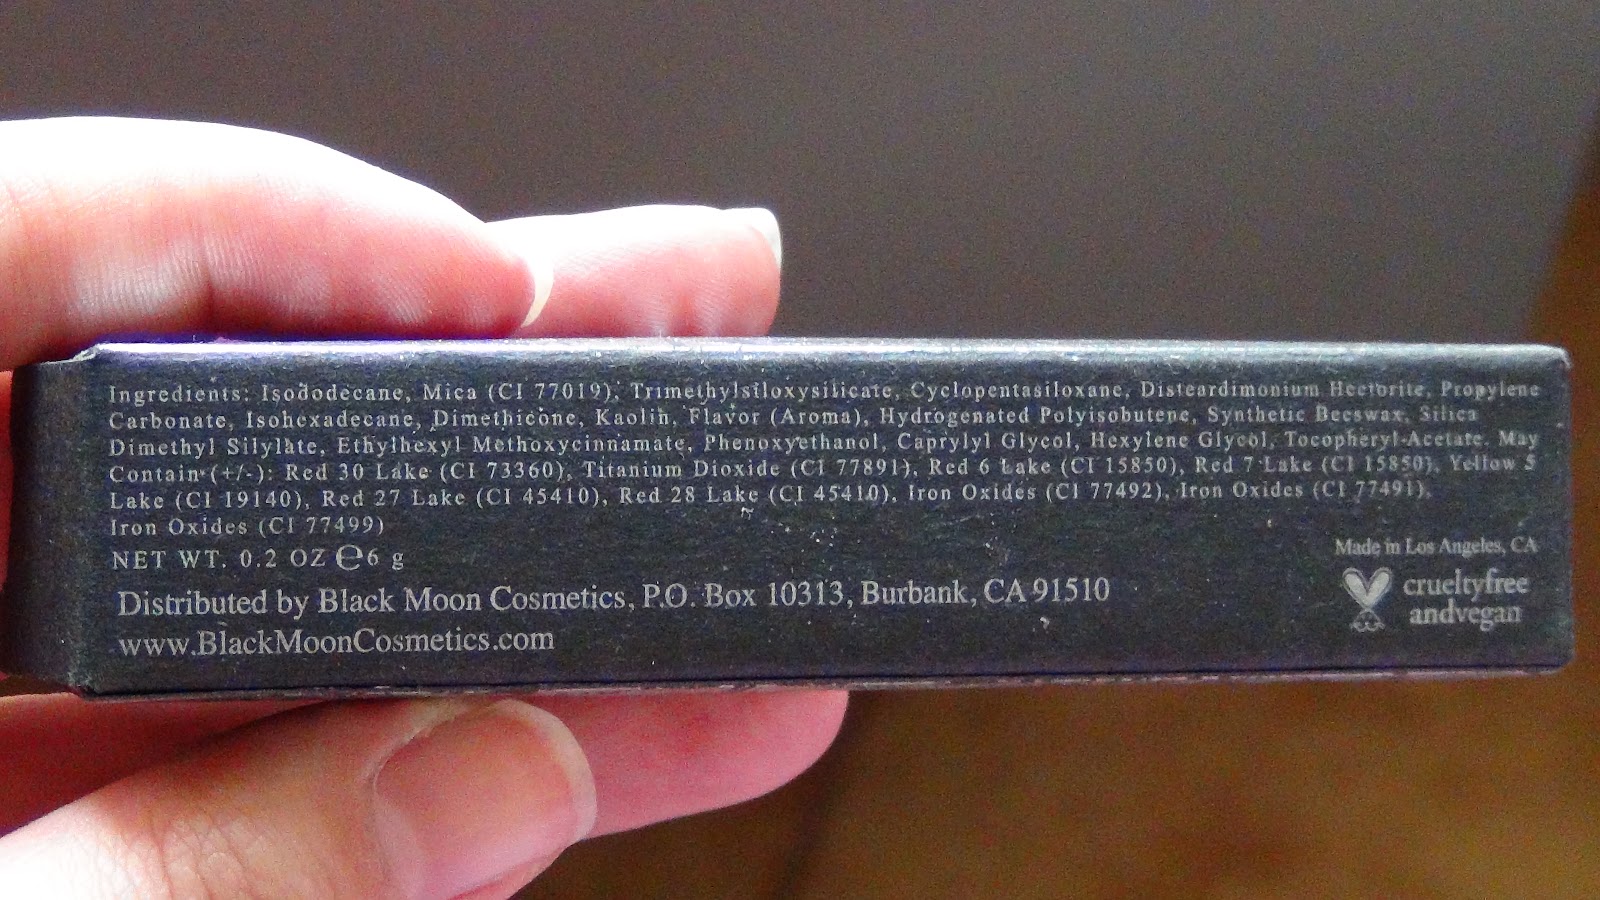 Ingredients: Isododecane, Mica (CI 77019), Trimethylsiloxysilicate, Cyclopentasiloxane, Disteardimonium Hectorite, Propylene
Carbonate, Isohexadecane, Dimethicone, Kaolin, Flavor (Aroma), Hydrogenated Polyisobutene, Synthetic Beeswax, Silica
Dimethyl Silylate, Ethylhexyl Methoxycinnamate, Phenoxyethanol, Caprylyl Glycol, Hexylene Glycol, Tocopheryl Acetate. May
Contain (+/-): Red 30 Lake (CI 73360), Titanium Dioxide (CI 77891), Red 6 Lake (CI 15850), Red 7 Lake (CI 15850), Yellow 5
Lake (CI 19140), Red 27 Lake (CI 45410), Red 28 Lake (CI 45410), Iron Oxides (CI 77492), Iron Oxides (CI 77491),
Iron Oxides (CI 77499)
NET WT. 0.2 OZ ℮6 g
Distributed by Black Moon Cosmetics, P.O. Box 10313, Burbank, CA 91510
www.BlackMoonCosmetics.com
Made in Los Angeles, CA
crueltyfree
andvegan